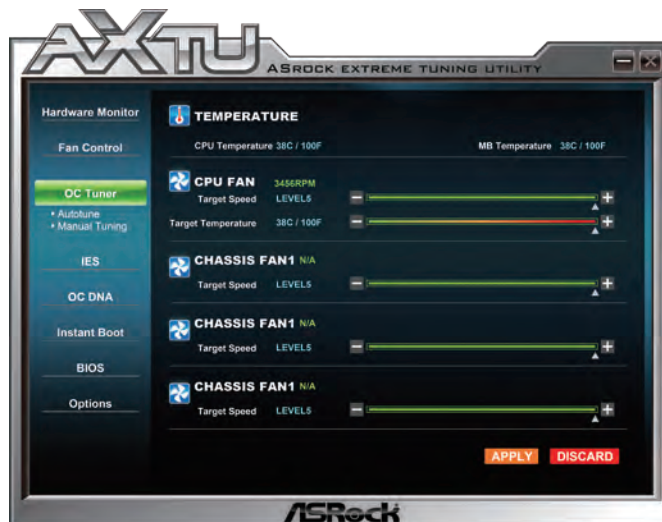 AXTU
ASROCK EXTREME TUNING UTILITY
Hardware Monitor
Fan Control
OC Tuner
• Autotune
• Manual Tuning
IES
OC DNA
Instant Boot
BIOS
Options
TEMPERATURE
CPU Temperature 38C / 100F MB Temperature 38C / 100F
CPU FAN 3456RPM
Target Speed LEVEL5
Target Temperature 38C / 100F
CHASSIS FAN1 N/A
Target Speed LEVEL5
CHASSIS FAN1 N/A
Target Speed LEVEL5
CHASSIS FAN1 N/A
Target Speed LEVEL5
APPLY DISCARD
ASRock